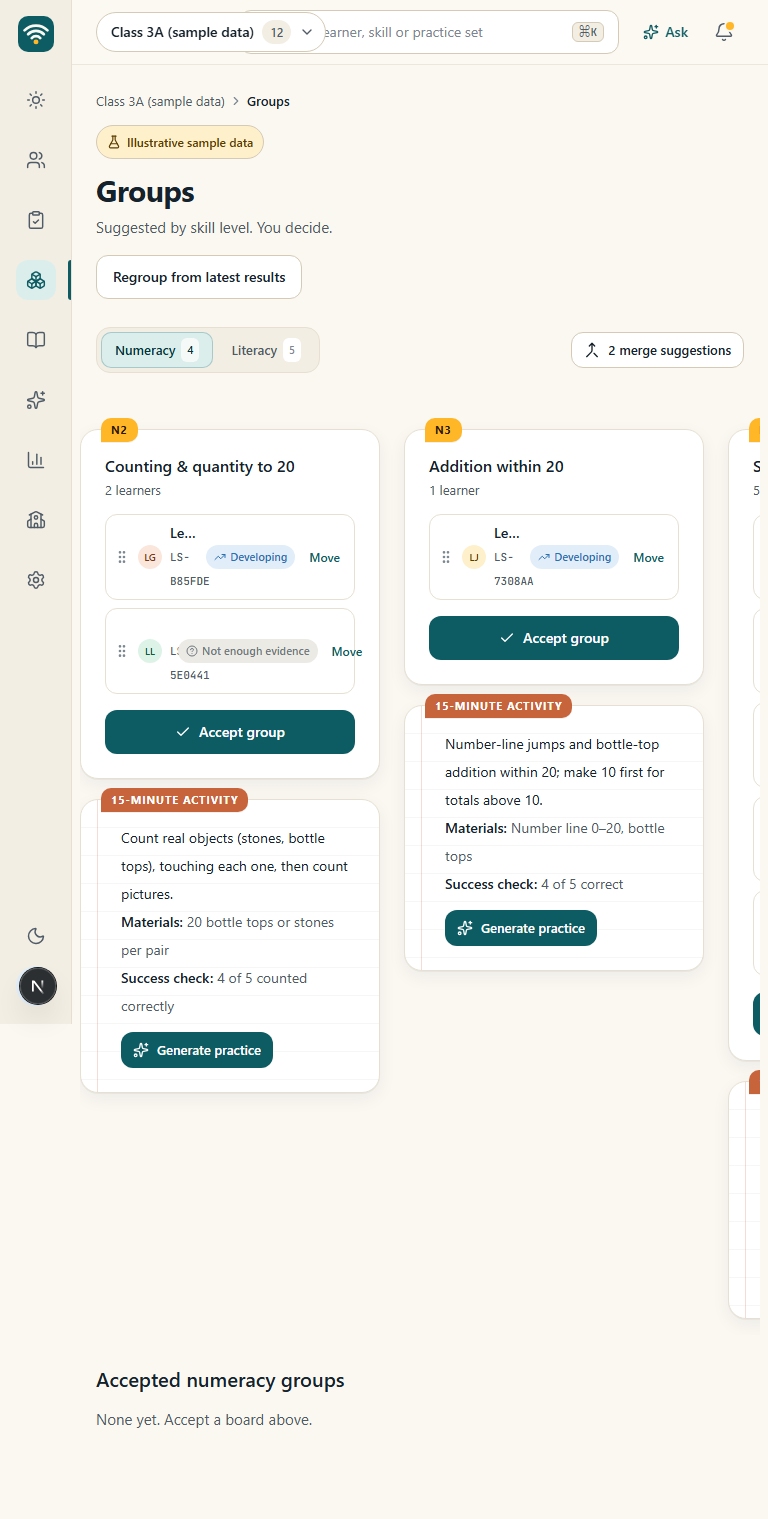 Class 3A (sample data) 12
earner, skill or practice set
⌘K
Ask
Class 3A (sample data) > Groups
Illustrative sample data
Groups
Suggested by skill level. You decide.
Regroup from latest results
Numeracy 4
Literacy 5
2 merge suggestions
N2
Counting & quantity to 20
2 learners
LG
Le...
LS-
B85FDE
Developing
Move
LL
5E0441
Not enough evidence
Move
Accept group
15-MINUTE ACTIVITY
Count real objects (stones, bottle
tops), touching each one, then count
pictures.
Materials: 20 bottle tops or stones
per pair
Success check: 4 of 5 counted
correctly
Generate practice
N3
Addition within 20
1 learner
LJ
Le...
LS-
7308AA
Developing
Move
Accept group
15-MINUTE ACTIVITY
Number-line jumps and bottle-top
addition within 20; make 10 first for
totals above 10.
Materials: Number line 0–20, bottle
tops
Success check: 4 of 5 correct
Generate practice
5
N
Accepted numeracy groups
None yet. Accept a board above.